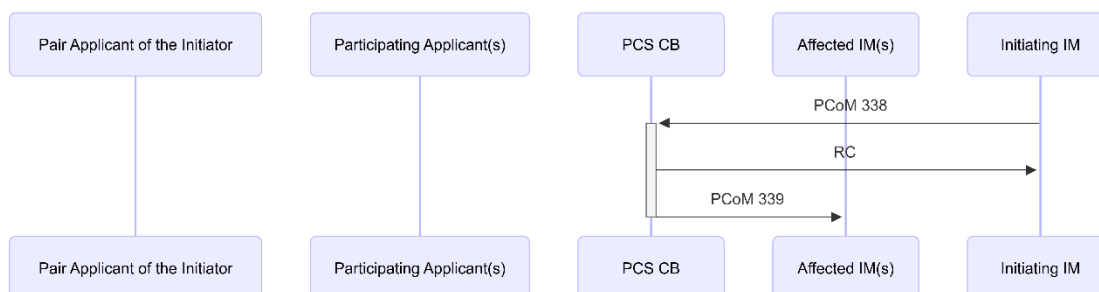 Pair Applicant of the Initiator
Participating Applicant(s)
PCS CB
Affected IM(s)
Initiating IM
PCoM 338
RC
PCoM 339
Pair Applicant of the Initiator
Participating Applicant(s)
PCS CB
Affected IM(s)
Initiating IM